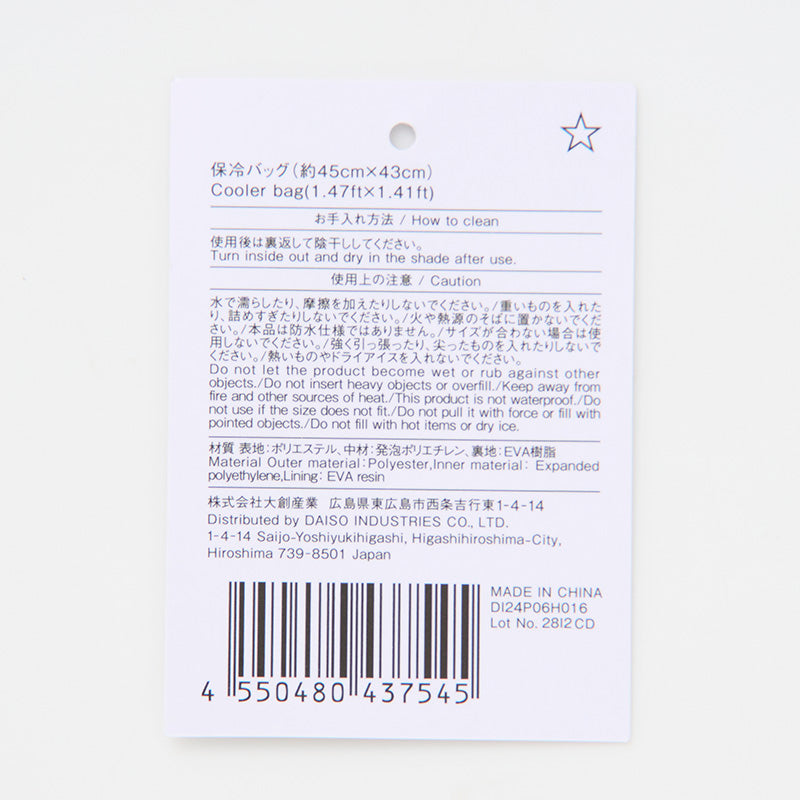 保冷バッグ(約45cm×43cm)
Cooler bag(1.47ft×1.41ft)
お手入れ方法 / How to clean
使用後は裏返して陰干ししてください。
Turn inside out and dry in the shade after use.
使用上の注意 / Caution
水で濡らしたり、摩擦を加えたりしないでください。/重いものを入れた
り、詰めすぎたりしないでください。/火や熱源のそばに置かないでくだ
さい。/本品は防水仕様ではありません。/サイズが合わない場合は使
用しないでください。/強く引っ張ったり、尖ったものを入れたりしないで
ください。/熱いものやドライアイスを入れないでください。
Do not let the product become wet or rub against other
objects./Do not insert heavy objects or overfill./Keep away from
fire and other sources of heat./This product is not waterproof./Do
not use if the size does not fit./Do not pull it with force or fill with
pointed objects./Do not fill with hot items or dry ice.
材質 表地:ポリエステル、中材:発泡ポリエチレン、裏地:EVA樹脂
Material Outer material:Polyester,Inner material: Expanded
polyethylene,Lining: EVA resin
株式会社大創産業 広島県東広島市西条吉行東1-4-14
Distributed by DAISO INDUSTRIES CO., LTD.
1-4-14 Saijo-Yoshiyukihigashi, Higashihiroshima-City,
Hiroshima 739-8501 Japan
MADE IN CHINA
DI24P06H016
Lot No. 2812CD
4 550480 437545